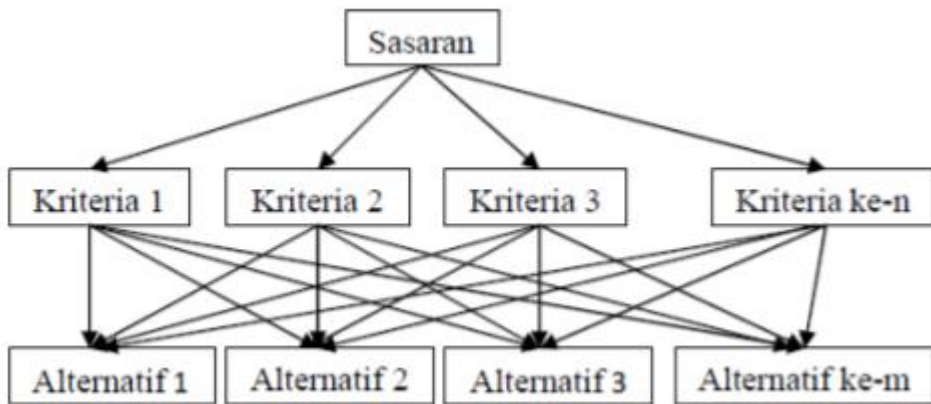 Sasaran
Kriteria 1
Kriteria 2
Kriteria 3
Kriteria ke-n
Alternatif 1
Alternatif 2
Alternatif 3
Alternatif ke-m